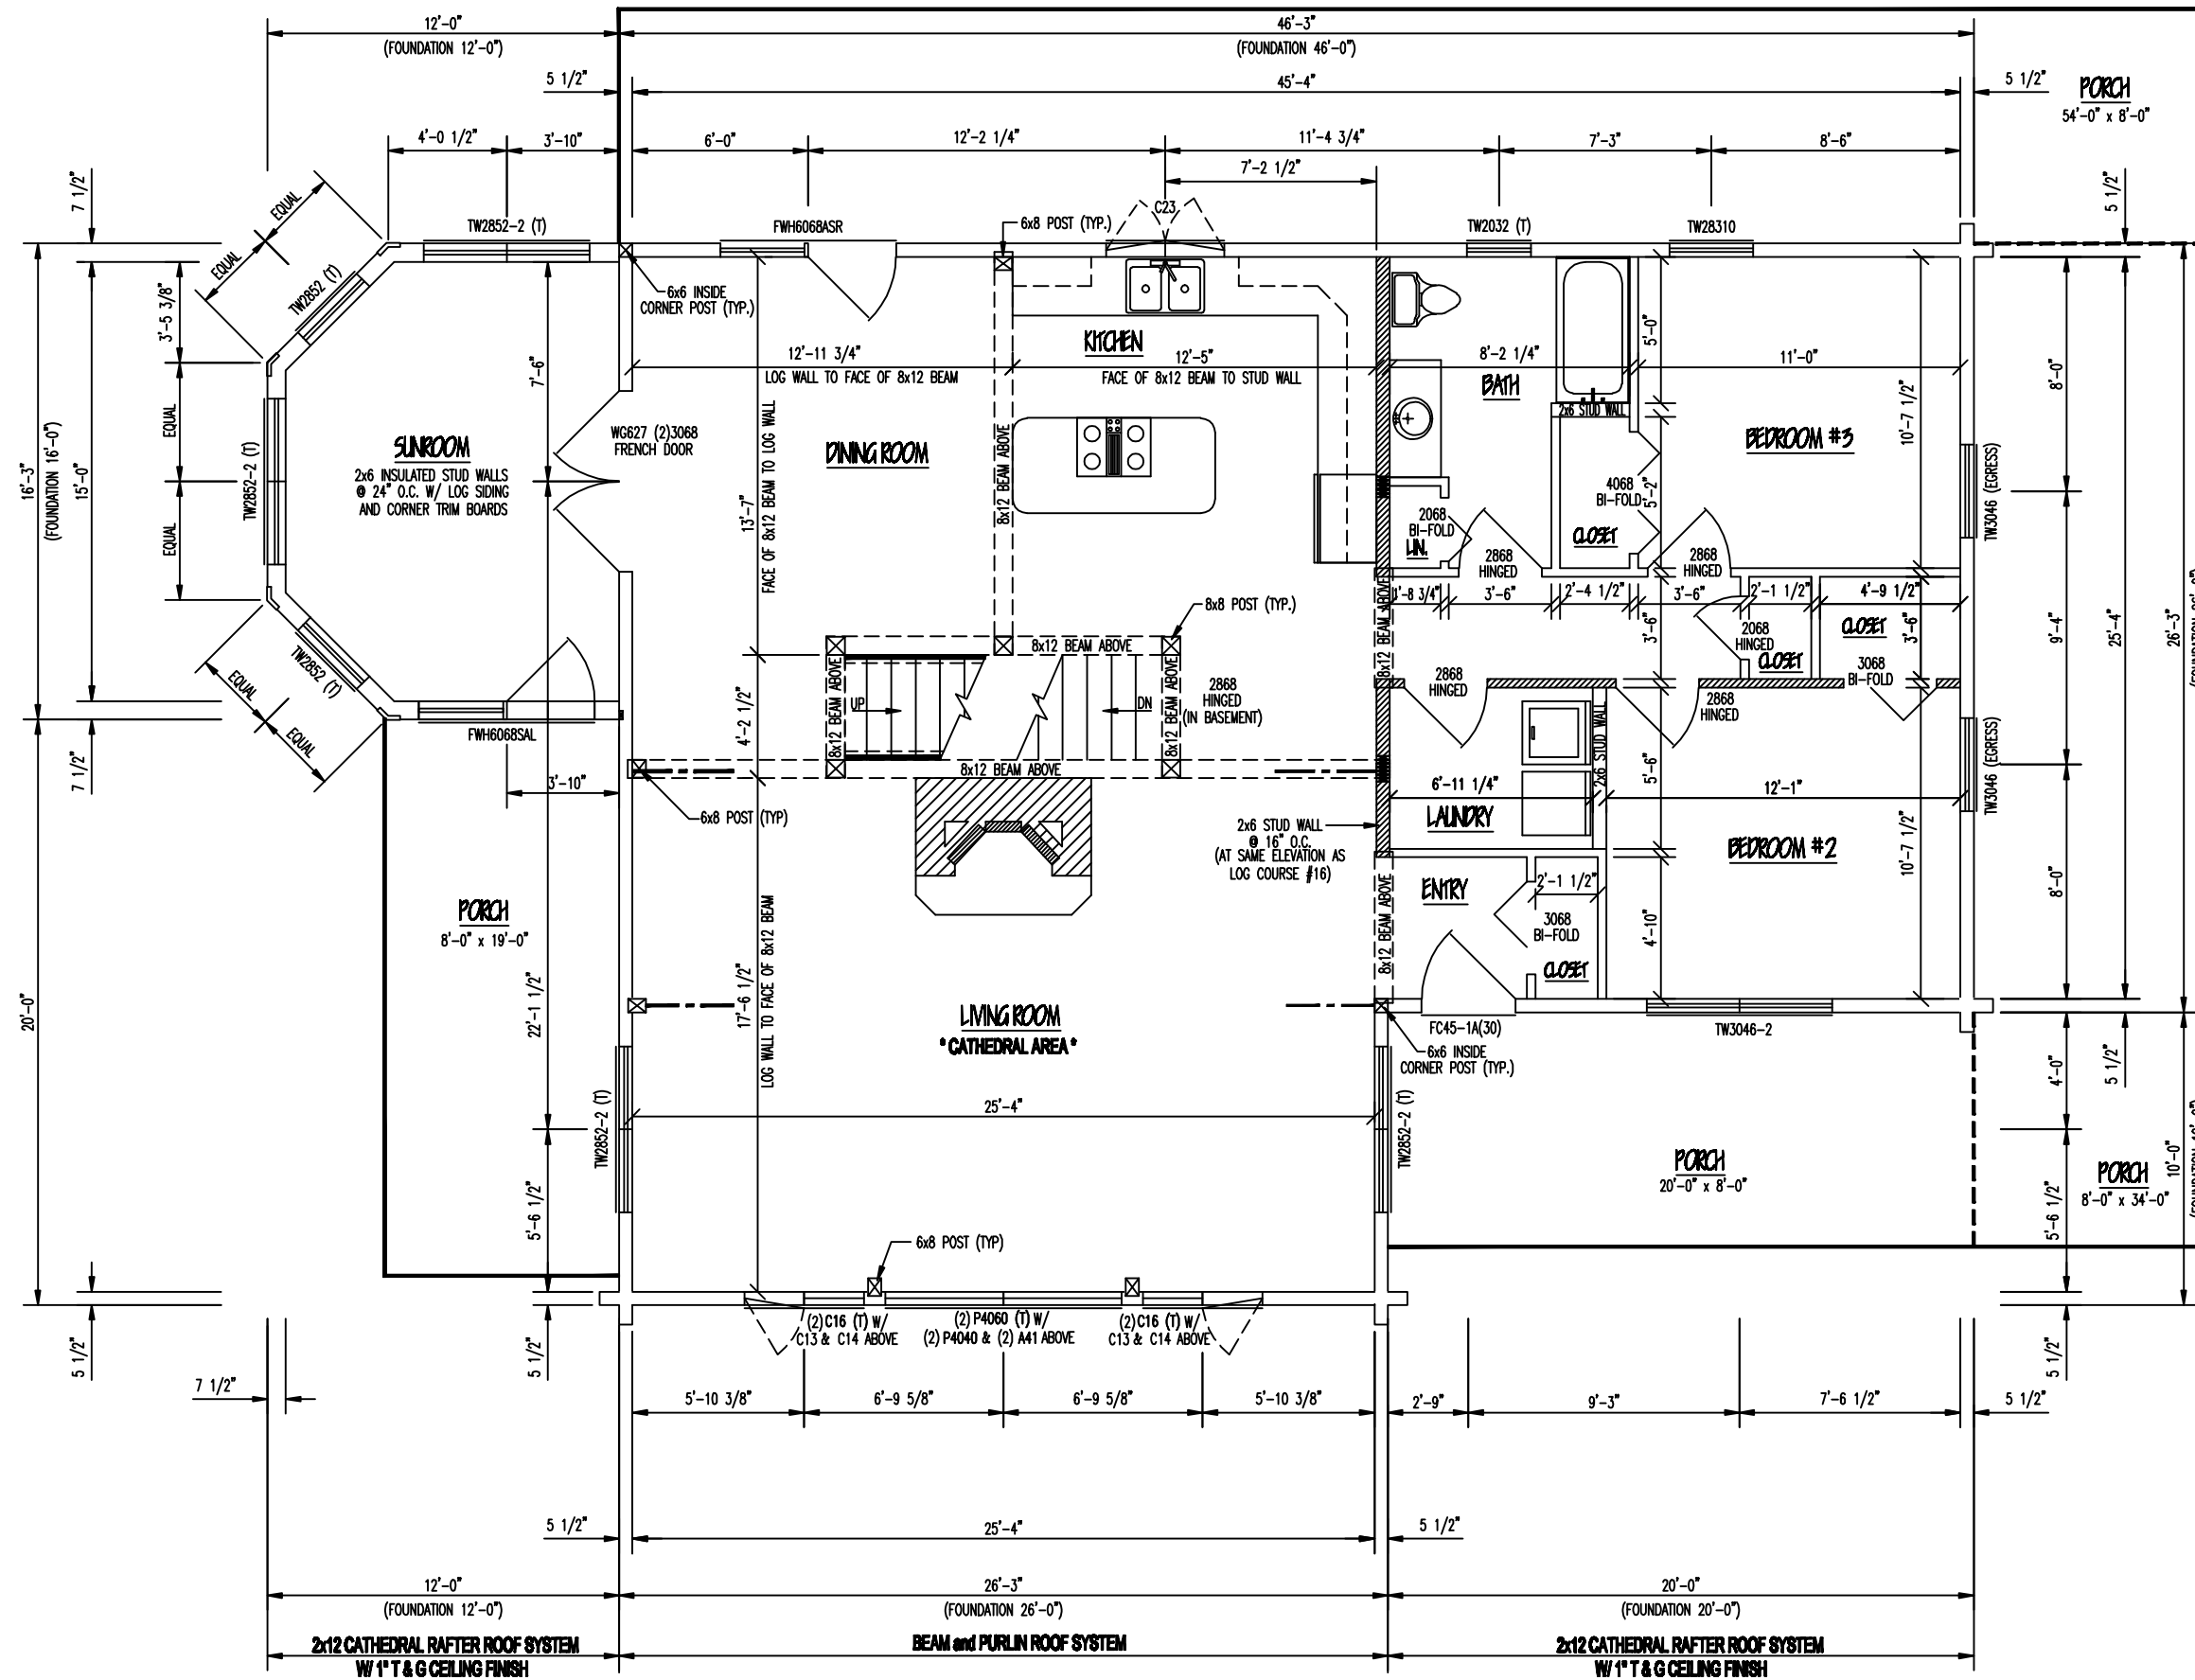 12'-0"
(FOUNDATION 12'-0")
46'-3"
(FOUNDATION 46'-0")
5 1/2"
45'-4"
5 1/2"
PORCH
54'-0" x 8'-0"
4'-0 1/2"
3'-10"
6'-0"
12'-2 1/4"
11'-4 3/4"
7'-3"
8'-6"
7'-2 1/2"
7 1/2"
EQUAL
EQUAL
5 1/2"
TW2852-2 (T)
FWH6068ASR
6x8 POST (TYP.)
C23
TW2032 (T)
TW28310
TW2852 (T)
6x6 INSIDE
CORNER POST (TYP.)
3'-5 3/8"
7'-6"
KITCHEN
12'-11 3/4"
LOG WALL TO FACE OF 8x12 BEAM
12'-5"
FACE OF 8x12 BEAM TO STUD WALL
8'-2 1/4"
BATH
5'-0"
11'-0"
8'-0"
10'-7 1/2"
2x6 STUD WALL
16'-3"
(FOUNDATION 16'-0")
15'-0"
EQUAL
EQUAL
TW2852-2 (T)
SUNROOM
2x6 INSULATED STUD WALLS
@ 24" O.C. W/ LOG SIDING
AND CORNER TRIM BOARDS
WG627 (2)3068
FRENCH DOOR
DINING ROOM
13'-7"
FACE OF 8x12 BEAM TO LOG WALL
8x12 BEAM ABOVE
BEDROOM #3
4068
BI-FOLD
5'-2"
CLOSET
2068
BI-FOLD
LIN.
2868
HINGED
2868
HINGED
TW3046 (EGRESS)
8x12 BEAM ABOVE
1'-8 3/4"
3'-6"
2'-4 1/2"
3'-6"
2'-1 1/2"
4'-9 1/2"
9'-4"
25'-4"
26'-3"
8x8 POST (TYP.)
8x12 BEAM ABOVE
3'-6"
2068
HINGED
CLOSET
CLOSET
3'-6"
3068
BI-FOLD
TW2852 (T)
EQUAL
EQUAL
7 1/2"
FWH6068SAL
3'-10"
UP
DN
8x12 BEAM ABOVE
8x12 BEAM ABOVE
4'-2 1/2"
2868
HINGED
(IN BASEMENT)
2868
HINGED
2868
HINGED
2x6 STUD WALL
8x12 BEAM ABOVE
TW3046 (EGRESS)
6x8 POST (TYP)
6'-11 1/4"
5'-6"
12'-1"
LAUNDRY
2x6 STUD WALL
@ 16" O.C.
(AT SAME ELEVATION AS
LOG COURSE #16)
BEDROOM #2
10'-7 1/2"
8'-0"
ENTRY
2'-1 1/2"
3068
BI-FOLD
4'-10"
CLOSET
8x12 BEAM ABOVE
PORCH
8'-0" x 19'-0"
20'-0"
22'-1 1/2"
17'-6 1/2"
LOG WALL TO FACE OF 8x12 BEAM
LIVING ROOM
* CATHEDRAL AREA *
FC45-1A(30)
6x6 INSIDE
CORNER POST (TYP.)
TW3046-2
4'-0"
5 1/2"
TW2852-2 (T)
25'-4"
TW2852-2 (T)
PORCH
20'-0" x 8'-0"
PORCH
8'-0" x 34'-0"
10'-0"
5'-6 1/2"
5'-6 1/2"
6x8 POST (TYP)
(2)C16 (T) W/
C13 & C14 ABOVE
(2) P4060 (T) W/
(2) P4040 & (2) A41 ABOVE
(2)C16 (T) W/
C13 & C14 ABOVE
5 1/2"
7 1/2"
5 1/2"
5'-10 3/8"
6'-9 5/8"
6'-9 5/8"
5'-10 3/8"
2'-9"
9'-3"
7'-6 1/2"
5 1/2"
5 1/2"
5 1/2"
25'-4"
5 1/2"
12'-0"
(FOUNDATION 12'-0")
26'-3"
(FOUNDATION 26'-0")
20'-0"
(FOUNDATION 20'-0")
2x12 CATHEDRAL RAFTER ROOF SYSTEM
W/ 1" T & G CEILING FINISH
BEAM and PURLIN ROOF SYSTEM
2x12 CATHEDRAL RAFTER ROOF SYSTEM
W/ 1" T & G CEILING FINISH